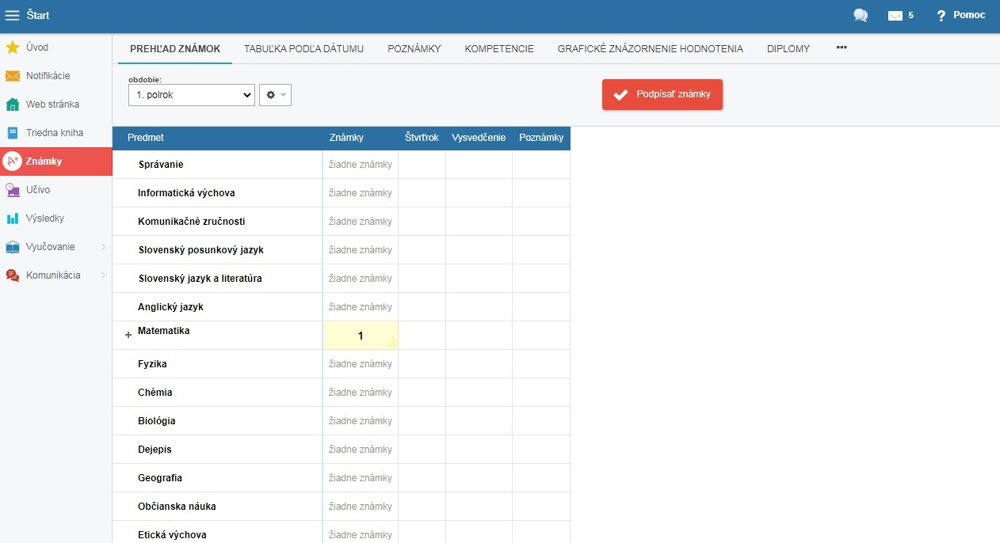 Štart
5
Pomoc
Úvod
Notifikácie
Web stránka
Triedna kniha
Známky
Učivo
Výsledky
Vyučovanie
Komunikácia
PREHĽAD ZNÁMOK TABUĽKA PODĽA DÁTUMU POZNÁMKY KOMPETENCIE GRAFICKÉ ZNÁZORNENIE HODNOTENIA DIPLOMY
obdobie:
1. polrok
Podpísať známky
Predmet Známky Štvrťrok Vysvedčenie Poznámky
Správanie žiadne známky
Informatická výchova žiadne známky
Komunikačné zručnosti žiadne známky
Slovenský posunkový jazyk žiadne známky
Slovenský jazyk a literatúra žiadne známky
Anglický jazyk žiadne známky
+ Matematika 1
Fyzika žiadne známky
Chémia žiadne známky
Biológia žiadne známky
Dejepis žiadne známky
Geografia žiadne známky
Občianska náuka žiadne známky
Etická výchova žiadne známky